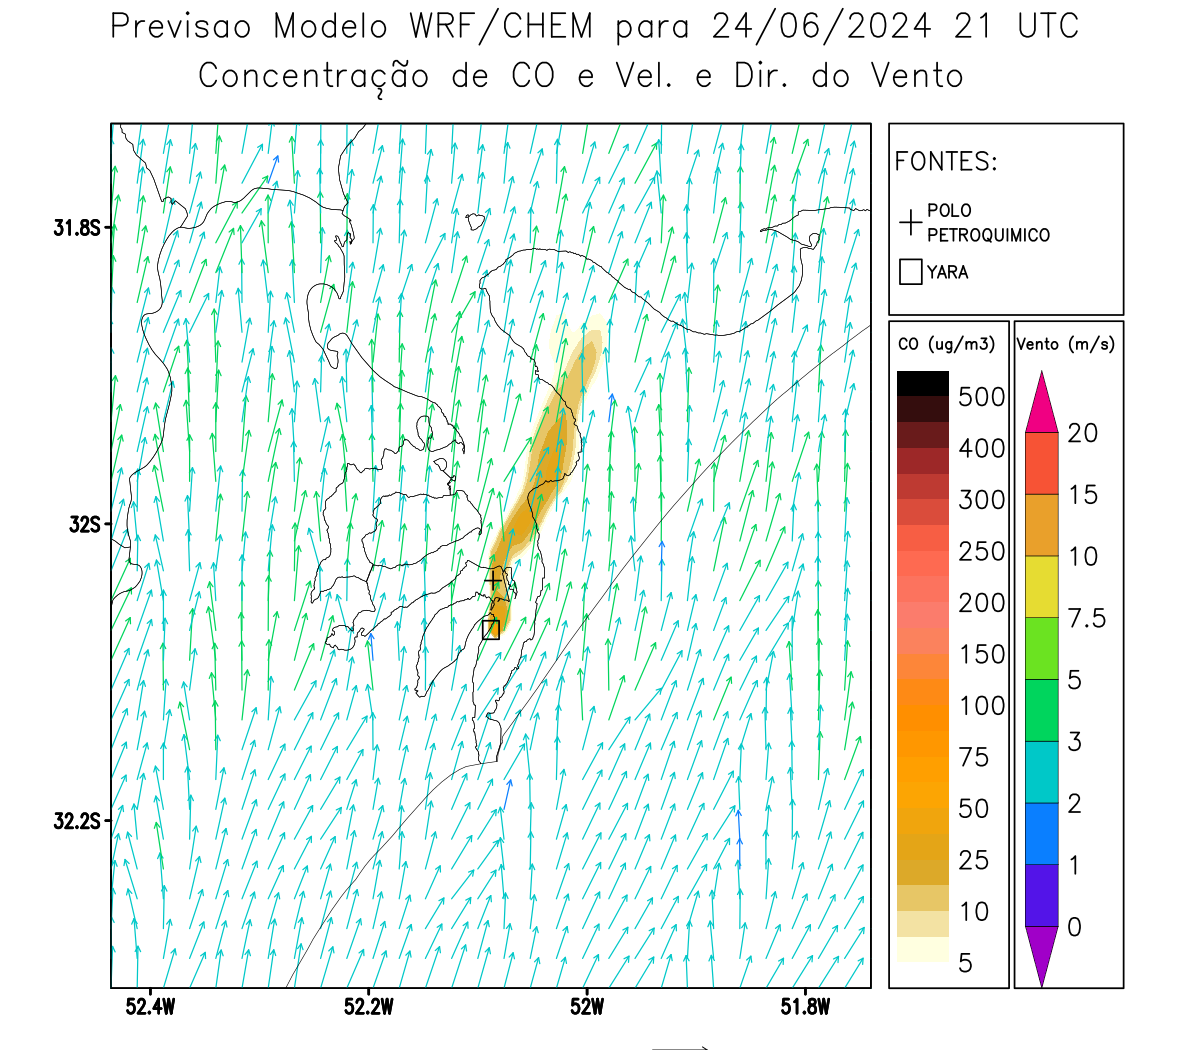 Previsao Modelo WRF/CHEM para 24/06/2024 21 UTC
Concentração de CO e Vel. e Dir. do Vento
FONTES:
POLO
PETROQUIMICO
YARA
CO (ug/m3)
500
400
300
250
200
150
100
75
50
25
10
5
Vento (m/s)
20
15
10
7.5
5
3
2
1
0
31.8S
32S
32.2S
52.4W
52.2W
52W
51.8W